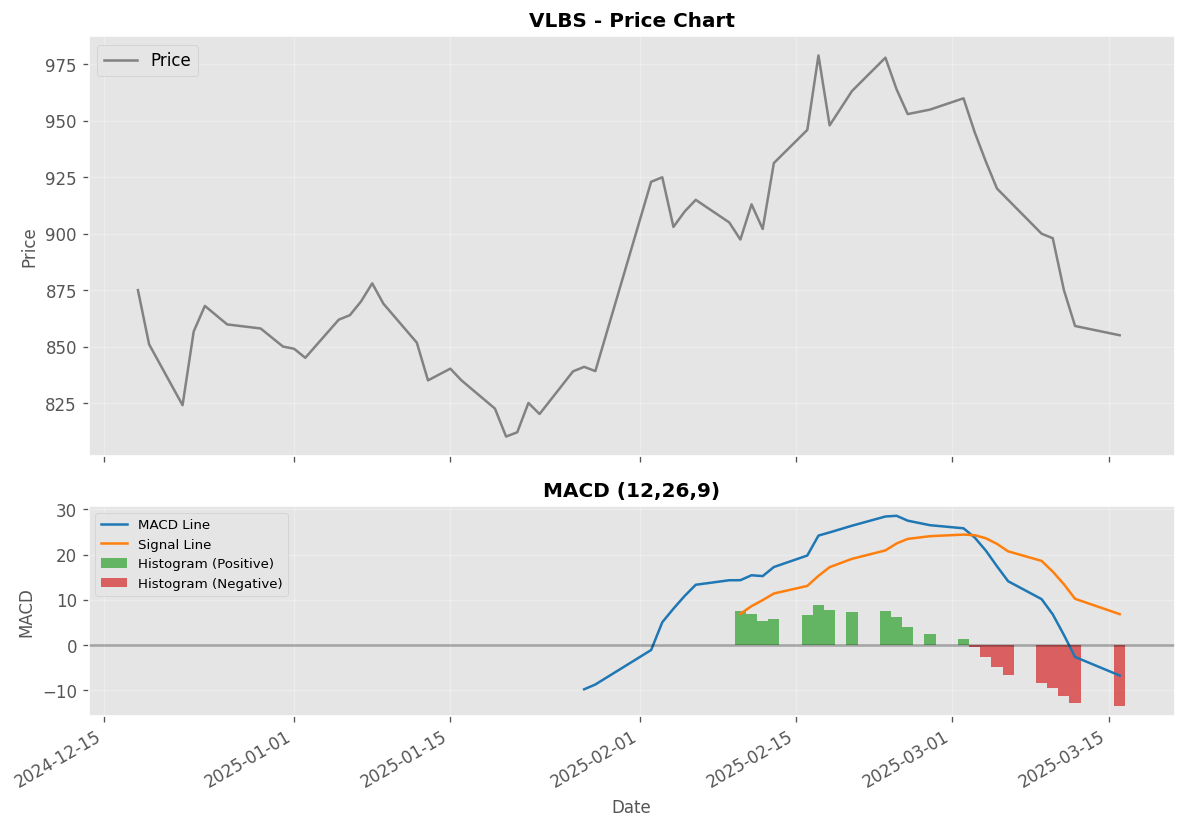 VLBS - Price Chart
Price
975
950
925
900
875
850
825
Price
MACD (12,26,9)
MACD Line
Signal Line
Histogram (Positive)
Histogram (Negative)
30
20
10
0
−10
MACD
2024-12-15
2025-01-01
2025-01-15
2025-02-01
2025-02-15
2025-03-01
2025-03-15
Date